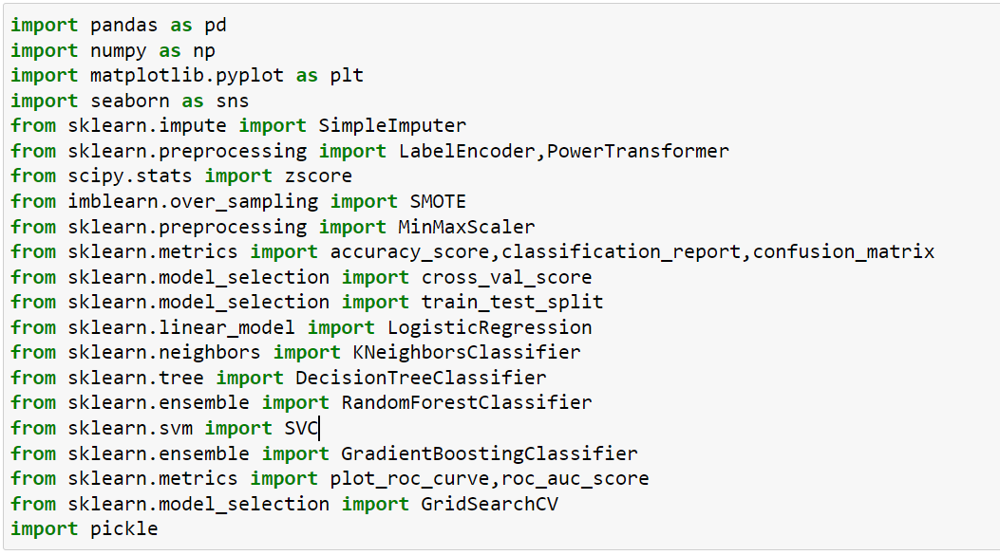 import pandas as pd
import numpy as np
import matplotlib.pyplot as plt
import seaborn as sns
from sklearn.impute import SimpleImputer
from sklearn.preprocessing import LabelEncoder,PowerTransformer
from scipy.stats import zscore
from imblearn.over_sampling import SMOTE
from sklearn.preprocessing import MinMaxScaler
from sklearn.metrics import accuracy_score,classification_report,confusion_matrix
from sklearn.model_selection import cross_val_score
from sklearn.model_selection import train_test_split
from sklearn.linear_model import LogisticRegression
from sklearn.neighbors import KNeighborsClassifier
from sklearn.tree import DecisionTreeClassifier
from sklearn.ensemble import RandomForestClassifier
from sklearn.svm import SVC
from sklearn.ensemble import GradientBoostingClassifier
from sklearn.metrics import plot_roc_curve,roc_auc_score
from sklearn.model_selection import GridSearchCV
import pickle